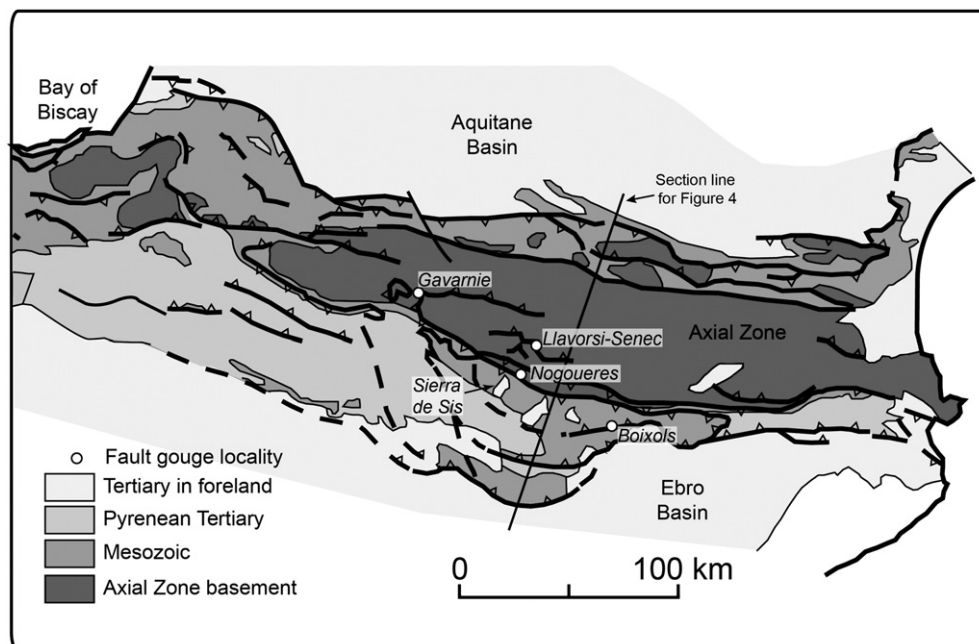 Bay of
Biscay
Aquitane
Basin
Section line
for Figure 4
Gavarnie
Llavorsi-Senec
Axial Zone
Nogoueres
Sierra
de Sis
Boixols
Ebro
Basin
Fault gouge locality
Tertiary in foreland
Pyrenean Tertiary
Mesozoic
Axial Zone basement
0 100 km